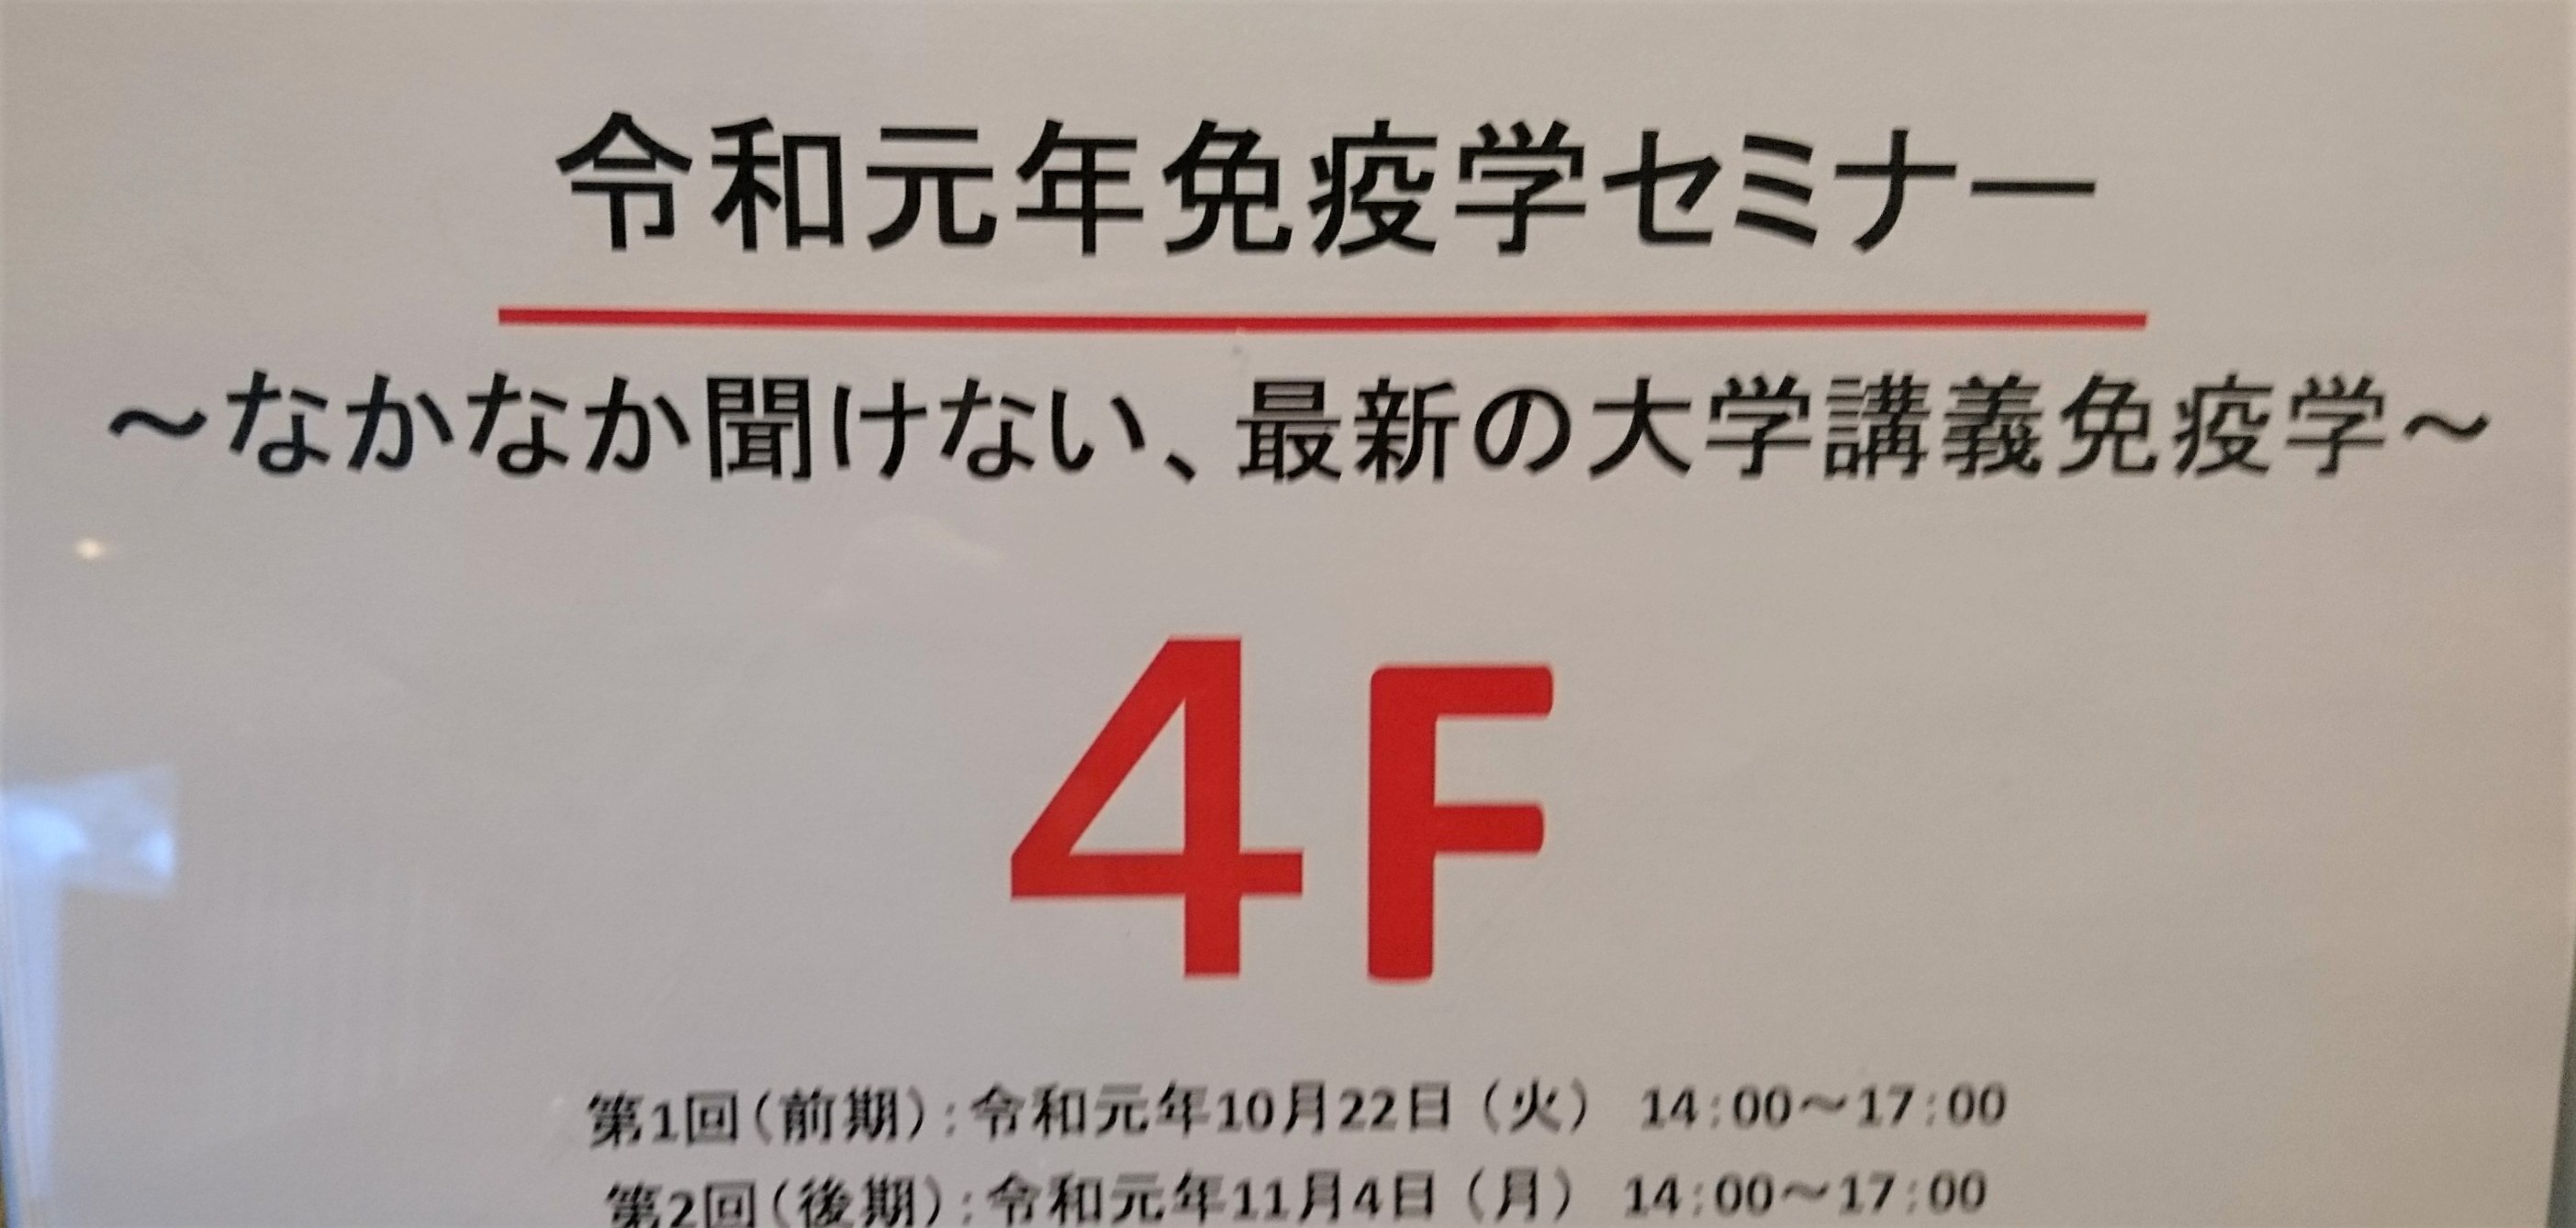 令和元年免疫学セミナー
～なかなか聞けない、最新の大学講義免疫学～
4F
第1回(前期):令和元年10月22日（火） 14:00～17:00
第2回(後期):令和元年11月4日（月） 14:00～17:00